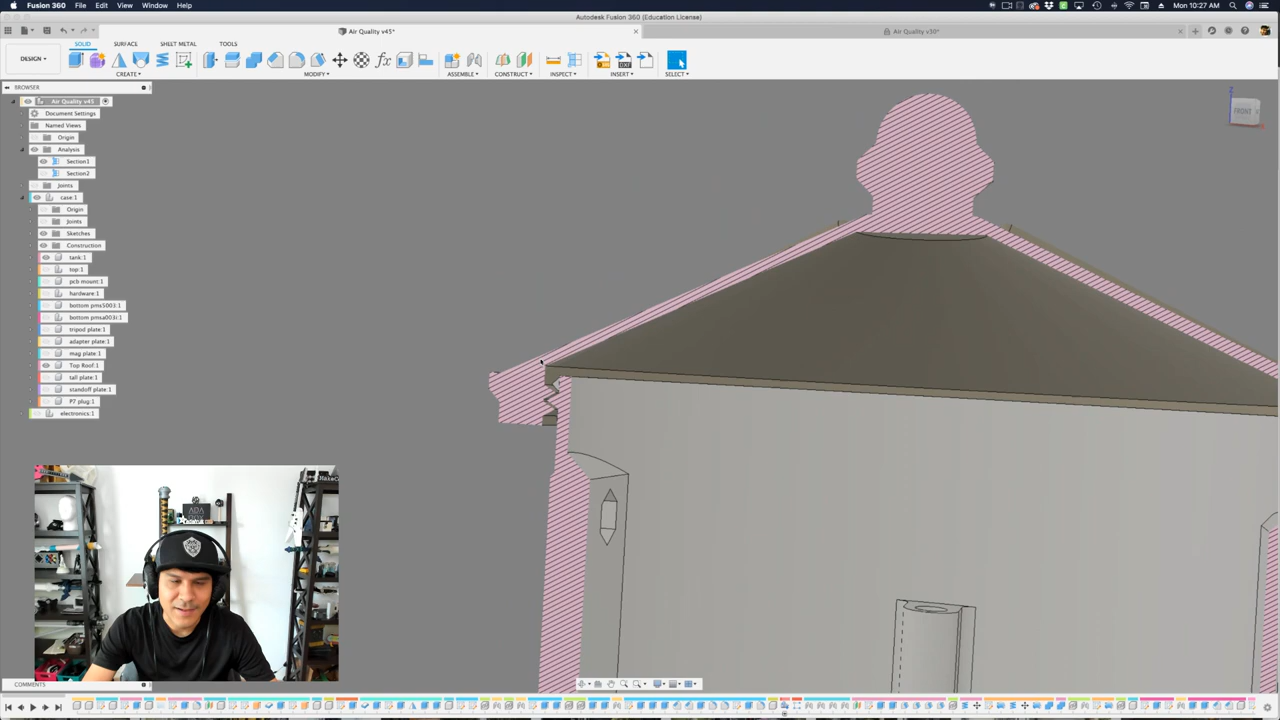 Fusion 360 File Edit View Window Help
Mon 10:27 AM
Autodesk Fusion 360 (Education License)
Air Quality v45*
Air Quality v30*
DESIGN
SOLID SURFACE SHEET METAL TOOLS
CREATE MODIFY ASSEMBLE CONSTRUCT INSPECT INSERT SELECT
BROWSER
Air Quality v45
Document Settings
Named Views
Origin
Analysis
Section1
Section2
Joints
case:1
Origin
Joints
Sketches
Construction
tank:1
top:1
pcb mount:1
hardware:1
bottom pms5003:1
bottom pmsa003i:1
tripod plate:1
adapter plate:1
mag plate:1
Top Roof:1
tall plate:1
standoff plate:1
P7 plug:1
electronics:1
FRONT
Z
ADA
COMMENTS